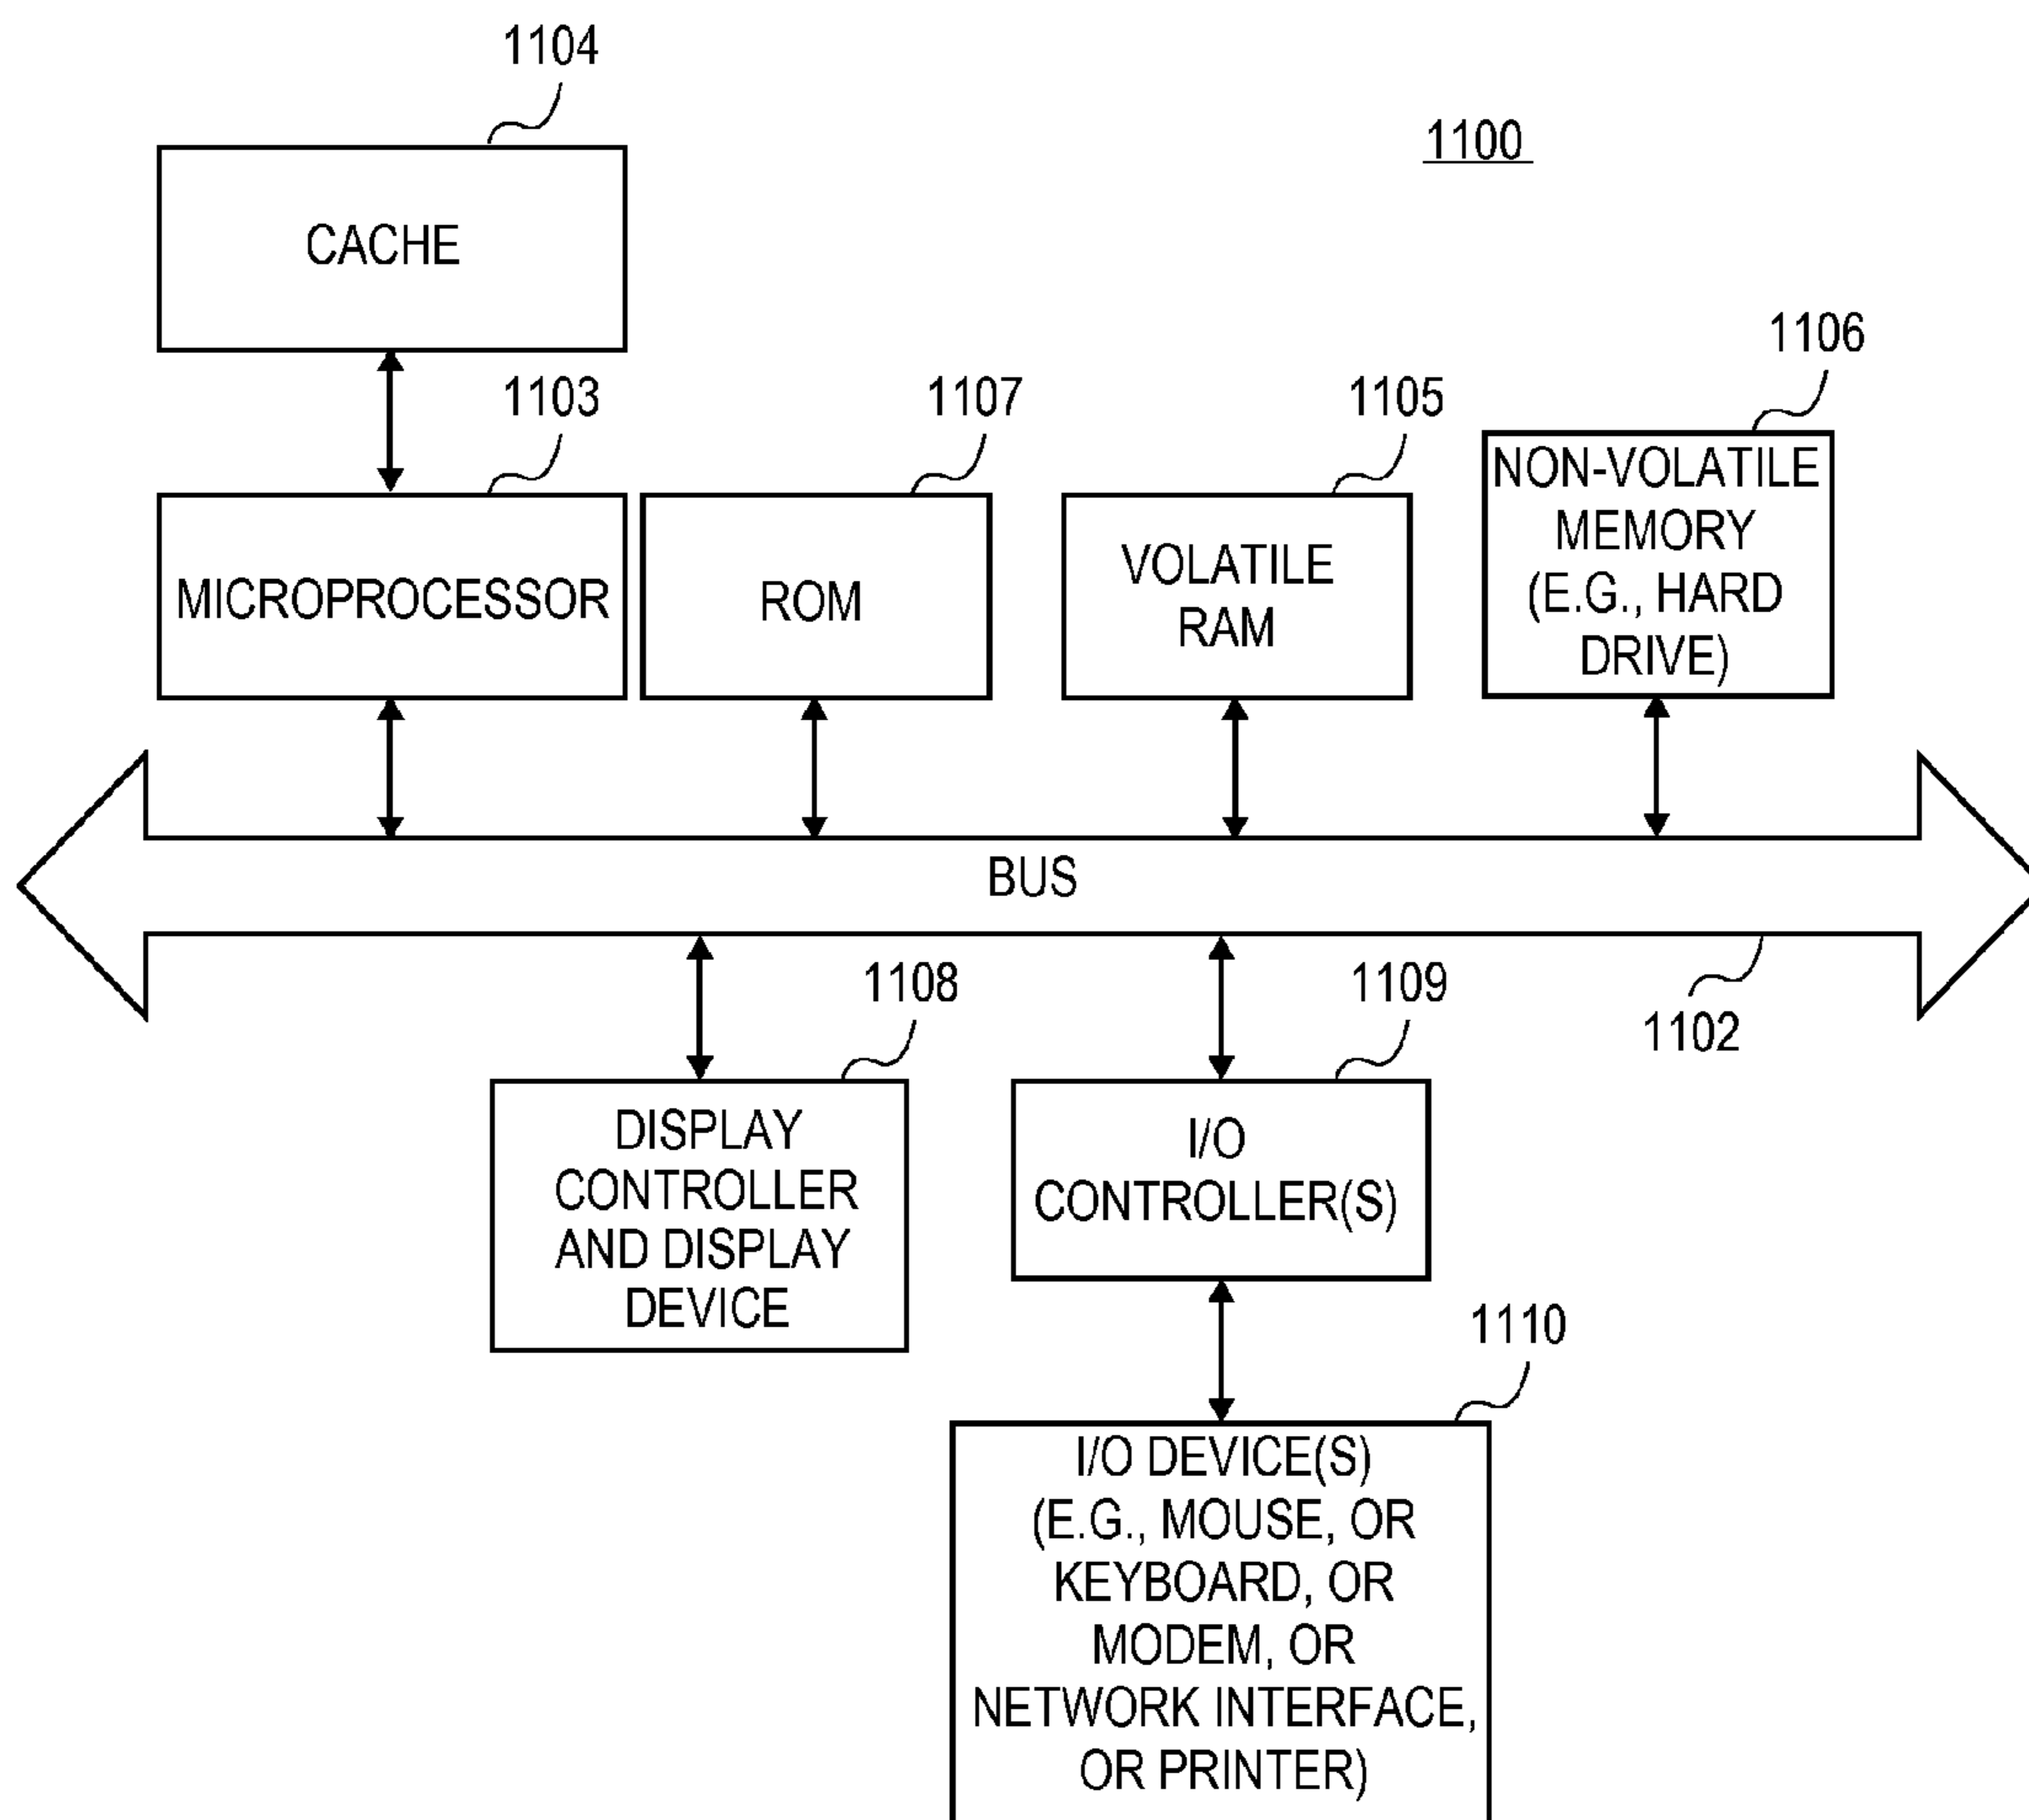 1104
1100
CACHE
1106
1103
1107
1105
NON-VOLATILE
MEMORY
(E.G., HARD
DRIVE)
MICROPROCESSOR
ROM
VOLATILE
RAM
BUS
1108
1109
1102
DISPLAY
CONTROLLER
AND DISPLAY
DEVICE
I/O
CONTROLLER(S)
1110
I/O DEVICE(S)
(E.G., MOUSE, OR
KEYBOARD, OR
MODEM, OR
NETWORK INTERFACE,
OR PRINTER)